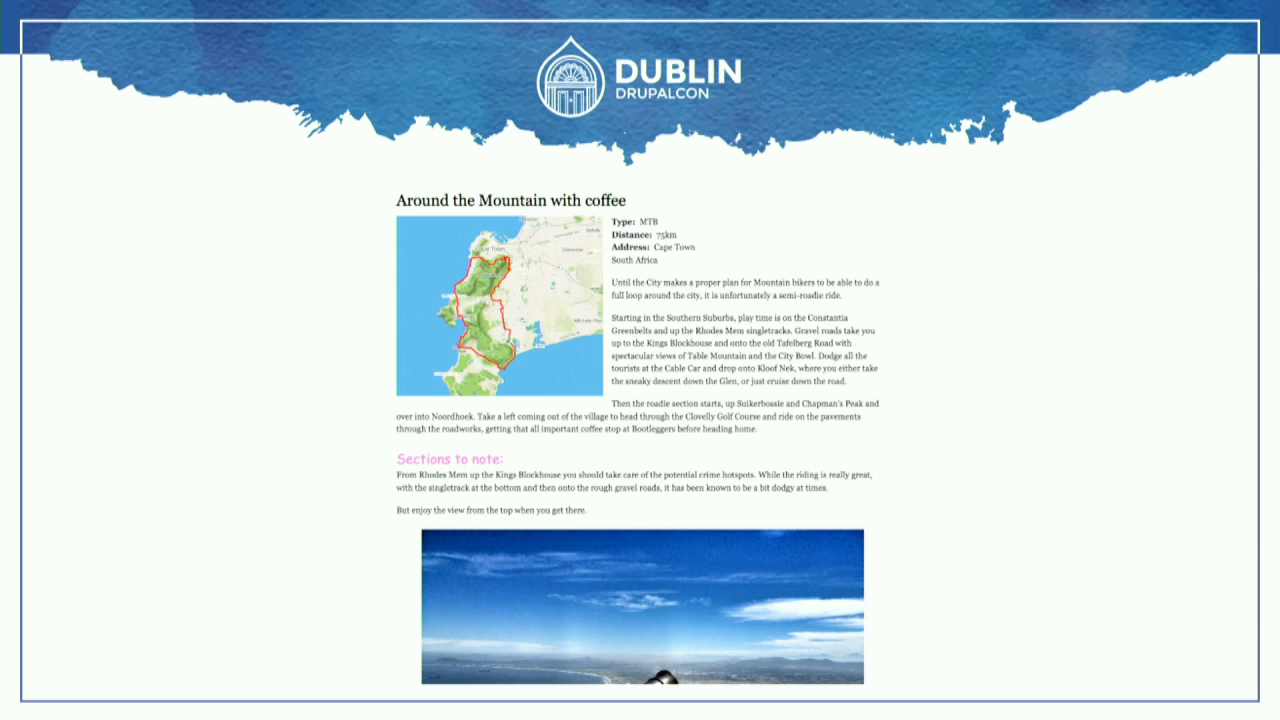 DUBLIN
DRUPALCON
Around the Mountain with coffee
Type: MTB
Distance: 75km
Address: Cape Town
South Africa
Until the City makes a proper plan for Mountain bikers to be able to do a
full loop around the city, it is unfortunately a semi-roadie ride.
Starting in the Southern Suburbs, play time is on the Constantia
Greenbelts and up the Rhodes Mem singletracks. Gravel roads take you
up to the Kings Blockhouse and onto the old Tafelberg Road with
spectacular views of Table Mountain and the City Bowl. Dodge all the
tourists at the Cable Car and drop onto Kloof Nek, where you either take
the sneaky descent down the Glen, or just cruise down the road.
Then the roadie section starts, up Suikerbossie and Chapman's Peak and
over into Noordhoek. Take a left coming out of the village to head through the Clovelly Golf Course and ride on the pavements
through the roadworks, getting that all important coffee stop at Bootleggers before heading home.
Sections to note:
From Rhodes Mem up the Kings Blockhouse you should take care of the potential crime hotspots. While the riding is really great,
with the singletrack at the bottom and then onto the rough gravel roads, it has been known to be a bit dodgy at times.
But enjoy the view from the top when you get there.